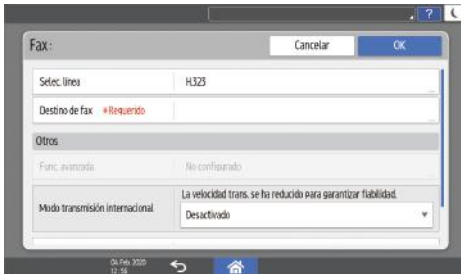 ?
Fax:
Cancelar
OK
Selec. línea
H.323
Destino de fax *Requerido
Otros
Func. avanzada
No configurado
La velocidad trans. se ha reducido para garantizar fiabilidad.
Modo transmisión internacional
Desactivado
04 Feb 2020
12:56